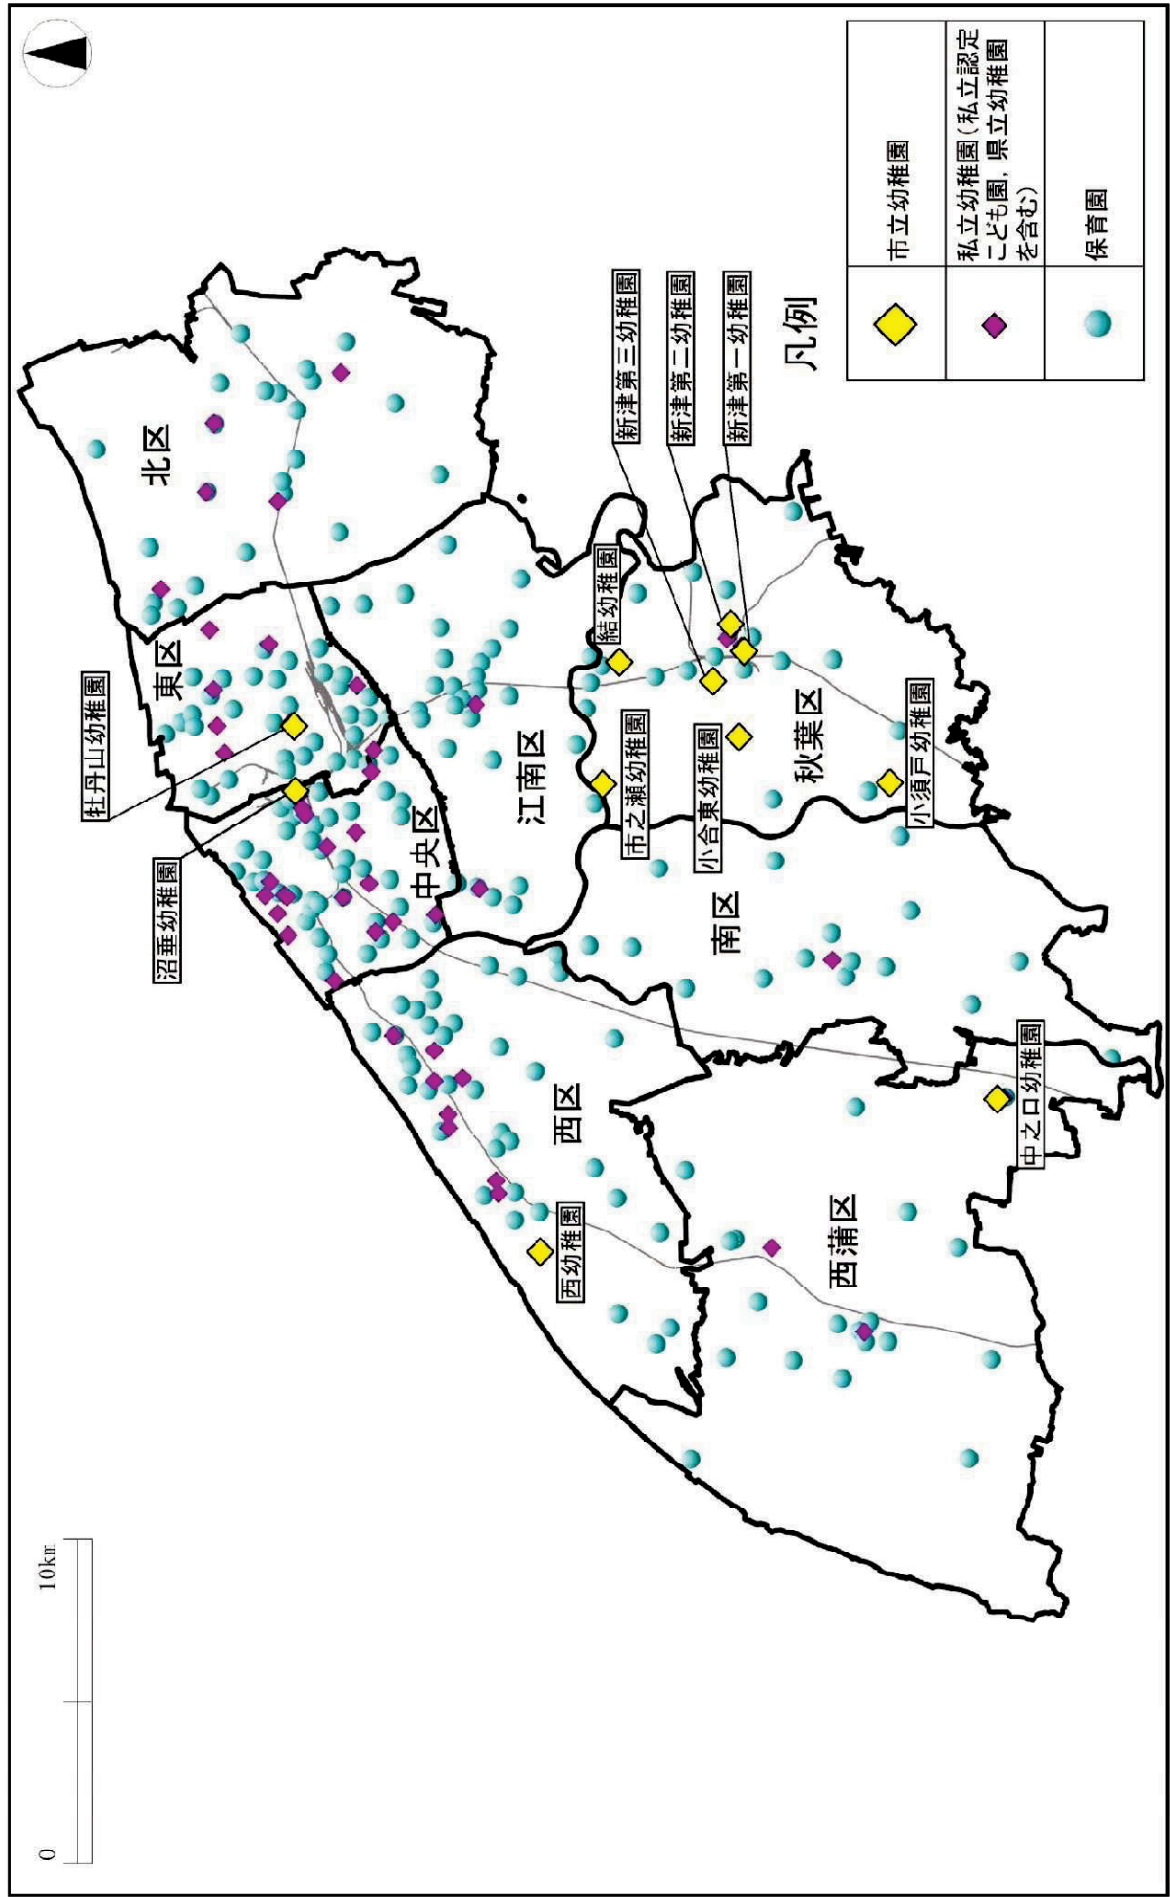 0
10km
北区
東区
牡丹山幼稚園
沼垂幼稚園
中央区
江南区
結幼稚園
新津第三幼稚園
新津第二幼稚園
新津第一幼稚園
市之瀬幼稚園
小合東幼稚園
秋葉区
小須戸幼稚園
南区
西区
西幼稚園
西蒲区
中之口幼稚園
凡例
市立幼稚園
私立幼稚園(私立認定
こども園,県立幼稚園
を含む)
保育園